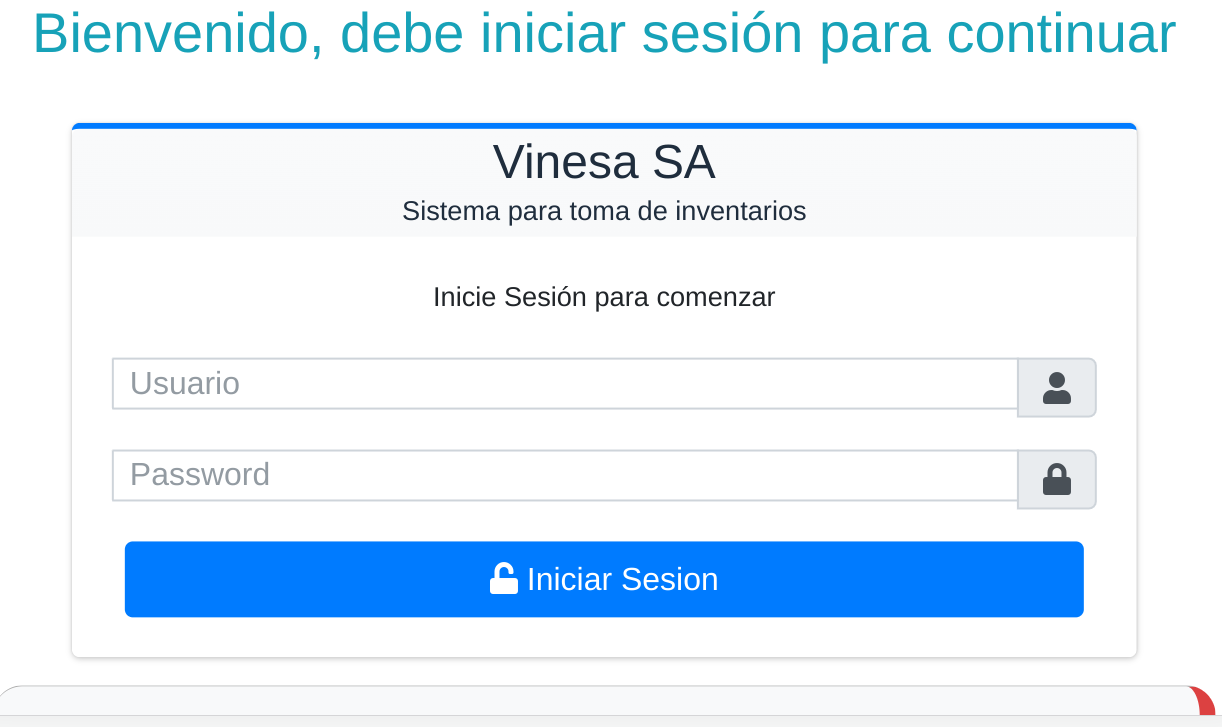 Bienvenido, debe iniciar sesión para continuar
Vinesa SA
Sistema para toma de inventarios
Inicie Sesión para comenzar
Usuario
Password
Iniciar Sesion